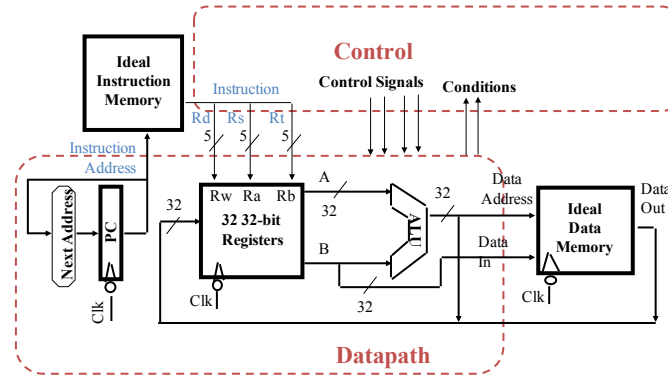 Control
Ideal
Instruction
Memory
Instruction
Control Signals
Conditions
Rd
Rs
Rt
5
5
5
Instruction
Address
Rw
Ra
Rb
32 32-bit
Registers
Clk
32
Next Address
PC
Clk
A
32
B
32
ALU
32
Data
Address
Data
In
Ideal
Data
Memory
Clk
Data
Out
Datapath